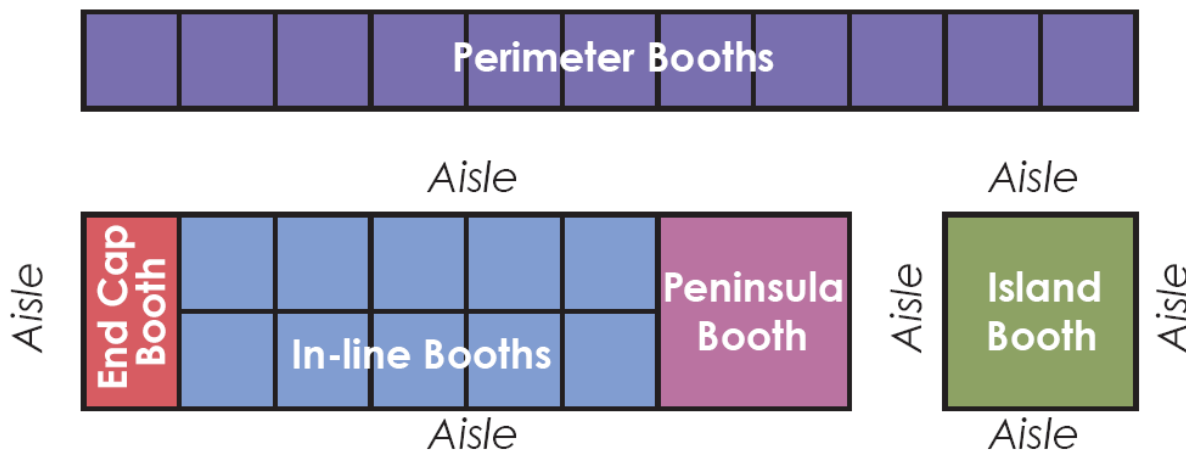 Perimeter Booths
Aisle
Aisle
Aisle
End Cap
Booth
In-line Booths
Peninsula
Booth
Aisle
Island
Booth
Aisle
Aisle
Aisle